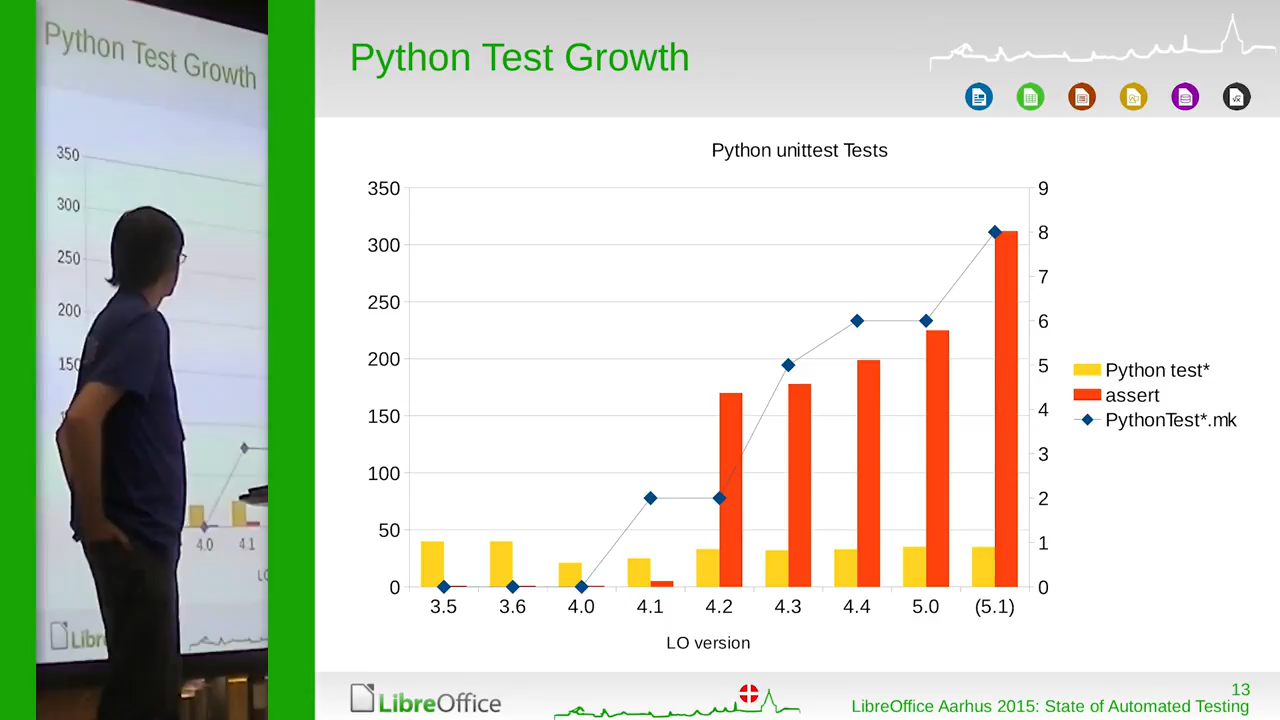 Python Test Growth
350
300
250
200
150
4.0 4.1
Libre
Python Test Growth
Python unittest Tests
350 9
300 8
250 7
200 6
150 5
100 4
50 3
0 2
1
0
3.5 3.6 4.0 4.1 4.2 4.3 4.4 5.0 (5.1)
LO version
Python test*
assert
PythonTest*.mk
LibreOffice
13
LibreOffice Aarhus 2015: State of Automated Testing